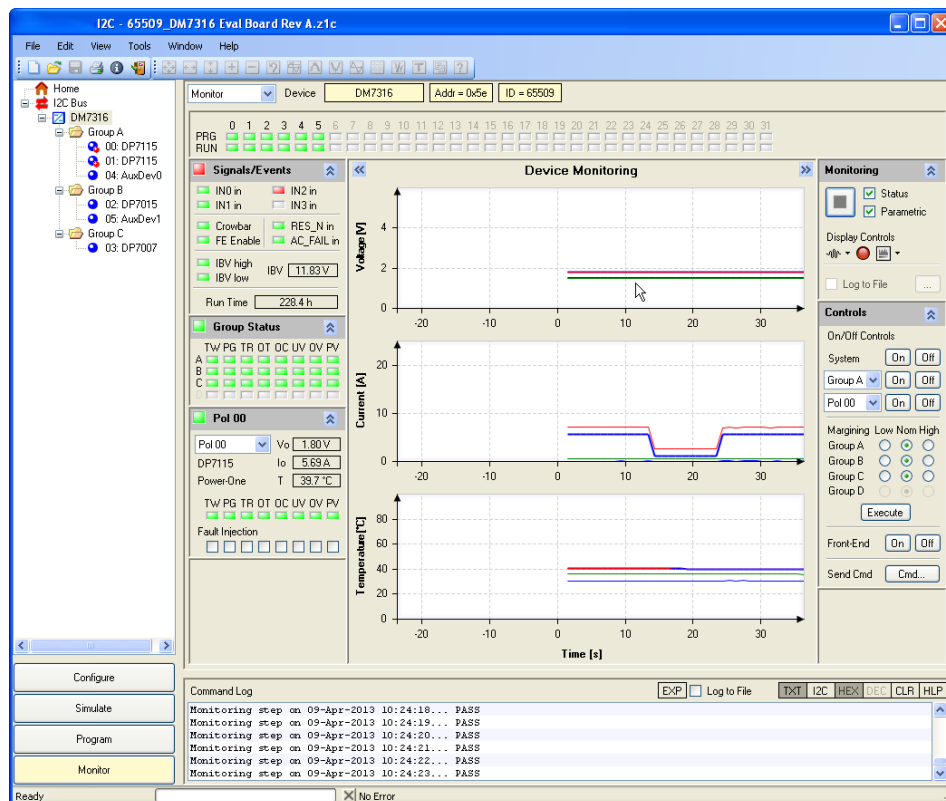 I2C - 65509_DM7316 Eval Board Rev A.z1c
File Edit View Tools Window Help
Home
I2C Bus
DM7316
Group A
00: DP7115
01: DP7115
04: AuxDev0
Group B
02: DP7015
05: AuxDev1
Group C
03: DP7007
Configure
Simulate
Program
Monitor
Monitor Device DM7316 Addr = 0x5e ID = 65509
0 1 2 3 4 5 6 7 8 9 10 11 12 13 14 15 16 17 18 19 20 21 22 23 24 25 26 27 28 29 30 31
PRG
RUN
Signals/Events
IN0 in IN2 in
IN1 in IN3 in
Crowbar RES_N in
FE Enable AC_FAIL in
IBV high
IBV low IBV 11.83 V
Run Time 228.4 h
Group Status
TW PG TR OT OC UV OV PV
A
B
C
D
Pol 00
Pol 00 Vo 1.80 V
DP7115 Io 5.69 A
Power-One T 39.7 °C
TW PG TR OT OC UV OV PV
Fault Injection
Device Monitoring
Voltage [V]
4
2
0
-20 -10 0 10 20 30
Current [A]
20
10
0
-20 -10 0 10 20 30
Temperature[°C]
80
60
40
20
0
-20 -10 0 10 20 30
Time [s]
Monitoring
Status
Parametric
Display Controls
Log to File ...
Controls
On/Off Controls
System On Off
Group A On Off
Pol 00 On Off
Margining Low Nom High
Group A
Group B
Group C
Group D
Execute
Front-End On Off
Send Cmd Cmd...
Command Log EXP Log to File TXT I2C HEX DEC CLR HLP
Monitoring step on 09-Apr-2013 10:24:18... PASS
Monitoring step on 09-Apr-2013 10:24:19... PASS
Monitoring step on 09-Apr-2013 10:24:20... PASS
Monitoring step on 09-Apr-2013 10:24:21... PASS
Monitoring step on 09-Apr-2013 10:24:22... PASS
Monitoring step on 09-Apr-2013 10:24:23... PASS
Ready No Error